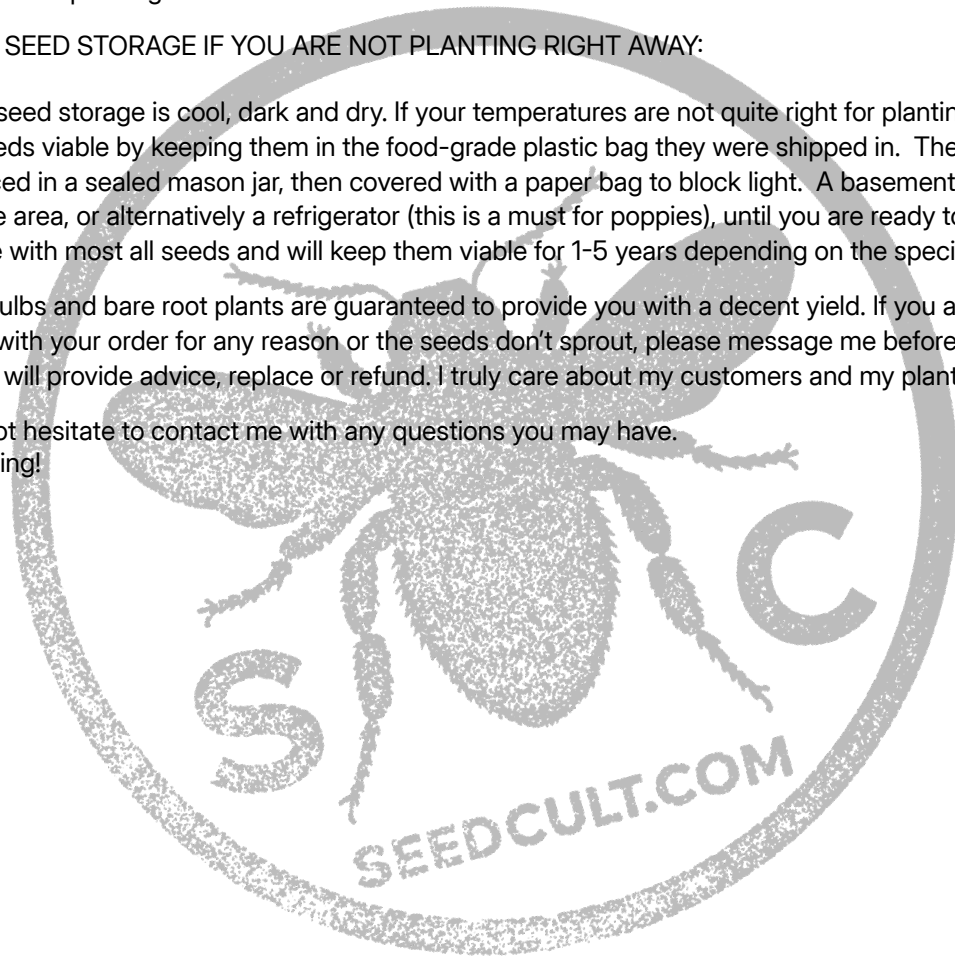 SEED STORAGE IF YOU ARE NOT PLANTING RIGHT AWAY:
seed storage is cool, dark and dry. If your temperatures are not quite right for plantin
eds viable by keeping them in the food-grade plastic bag they were shipped in. The
ced in a sealed mason jar, then covered with a paper bag to block light. A basement
e area, or alternatively a refrigerator (this is a must for poppies), until you are ready to
e with most all seeds and will keep them viable for 1-5 years depending on the speci
ulbs and bare root plants are guaranteed to provide you with a decent yield. If you a
with your order for any reason or the seeds don't sprout, please message me before
will provide advice, replace or refund. I truly care about my customers and my plant
ot hesitate to contact me with any questions you may have.
ing!
S C
SEEDCULT.COM